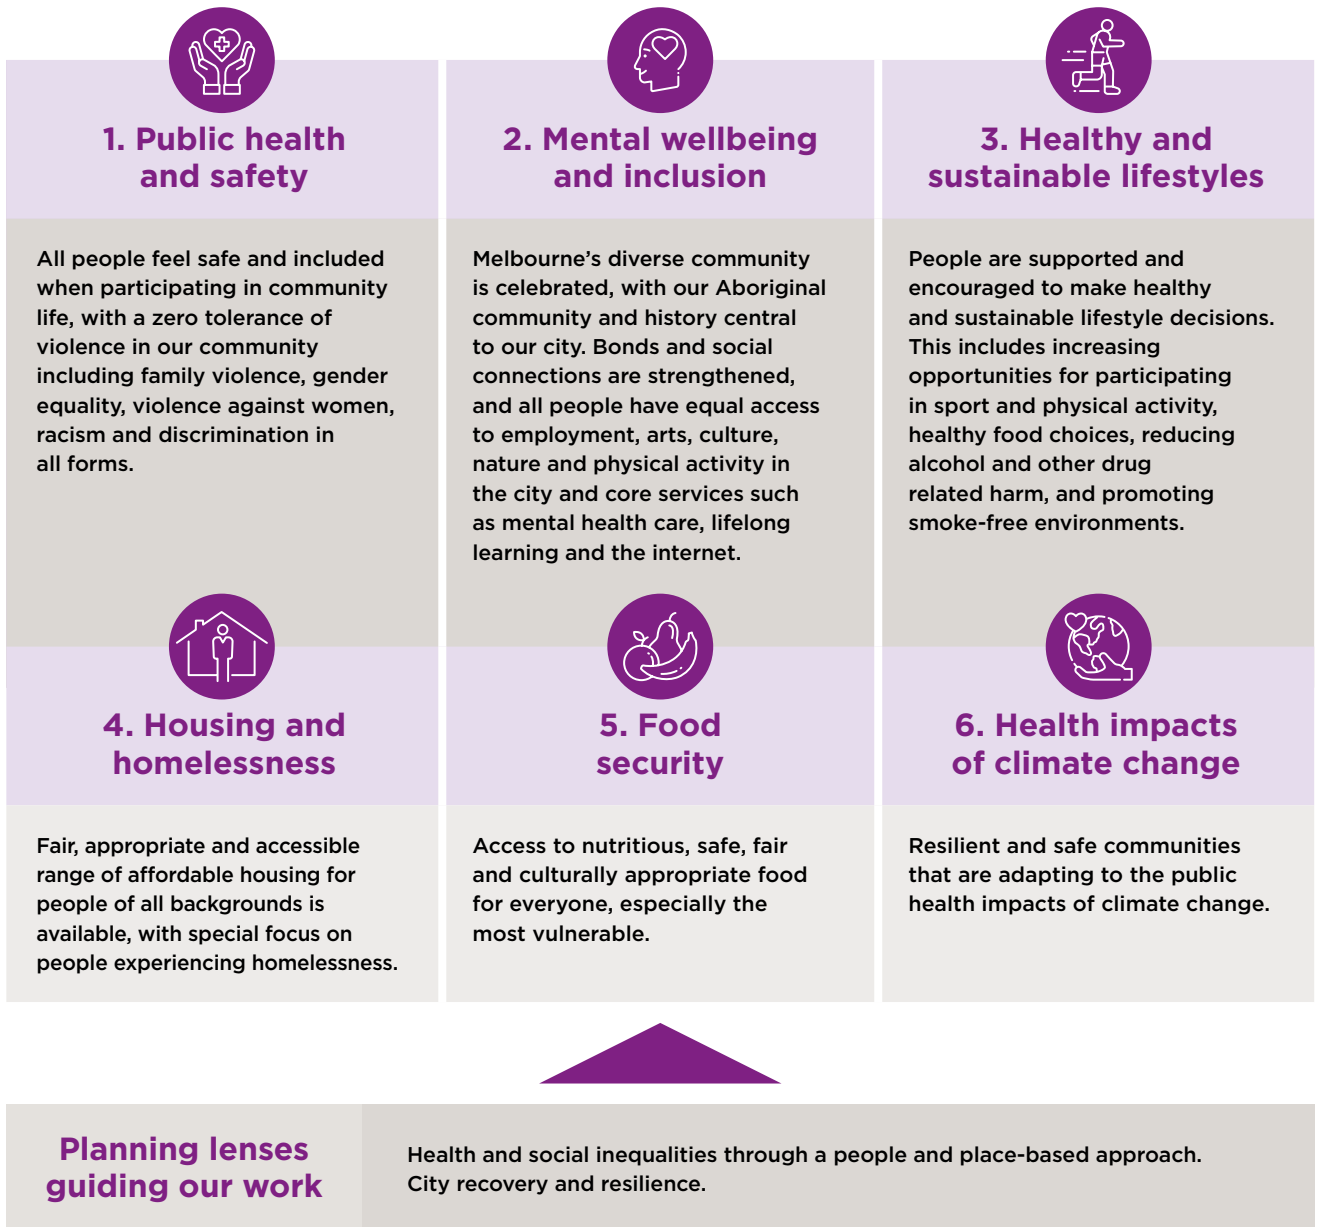 1. Public health
and safety
All people feel safe and included
when participating in community
life, with a zero tolerance of
violence in our community
including family violence, gender
equality, violence against women,
racism and discrimination in
all forms.
2. Mental wellbeing
and inclusion
Melbourne’s diverse community
is celebrated, with our Aboriginal
community and history central
to our city. Bonds and social
connections are strengthened,
and all people have equal access
to employment, arts, culture,
nature and physical activity in
the city and core services such
as mental health care, lifelong
learning and the internet.
3. Healthy and
sustainable lifestyles
People are supported and
encouraged to make healthy
and sustainable lifestyle decisions.
This includes increasing
opportunities for participating
in sport and physical activity,
healthy food choices, reducing
alcohol and other drug
related harm, and promoting
smoke-free environments.
4. Housing and
homelessness
Fair, appropriate and accessible
range of affordable housing for
people of all backgrounds is
available, with special focus on
people experiencing homelessness.
5. Food
security
Access to nutritious, safe, fair
and culturally appropriate food
for everyone, especially the
most vulnerable.
6. Health impacts
of climate change
Resilient and safe communities
that are adapting to the public
health impacts of climate change.
Planning lenses
guiding our work
Health and social inequalities through a people and place-based approach.
City recovery and resilience.